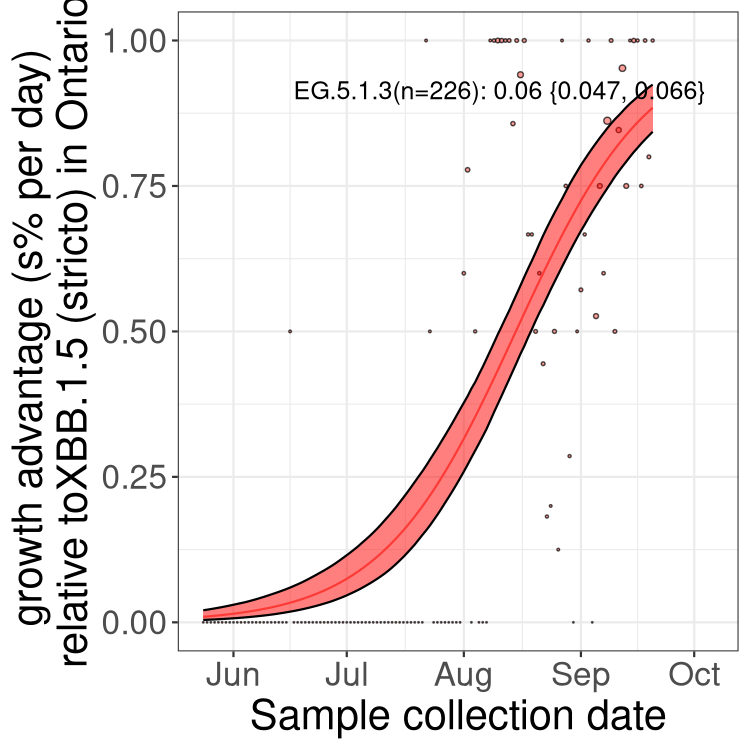 growth advantage (s% per day)
relative toXBB.1.5 (stricto) in Ontario
1.00
0.75
0.50
0.25
0.00
EG.5.1.3(n=226): 0.06 {0.047, 0.066}
Jun Jul Aug Sep Oct
Sample collection date